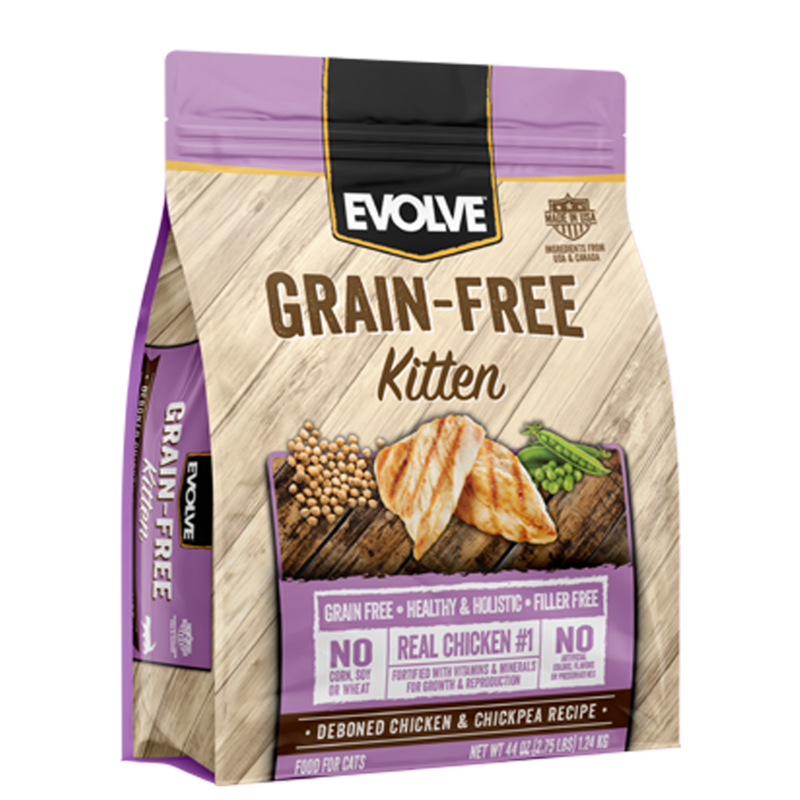 EVOLVE
MADE IN USA
INGREDIENTS FROM
USA & CANADA
GRAIN-FREE
Kitten
GRAIN FREE • HEALTHY & HOLISTIC • FILLER FREE
NO
CORN, SOY
OR WHEAT
REAL CHICKEN #1
FORTIFIED WITH VITAMINS & MINERALS
FOR GROWTH & REPRODUCTION
NO
ARTIFICIAL
COLORS, FLAVORS
OR PRESERVATIVES
• DEBONED CHICKEN & CHICKPEA RECIPE •
FOOD FOR CATS
NET WT 44 OZ (2.75 LBS) 1.24 KG
EVOLVE
GRAIN-FREE
Kitten